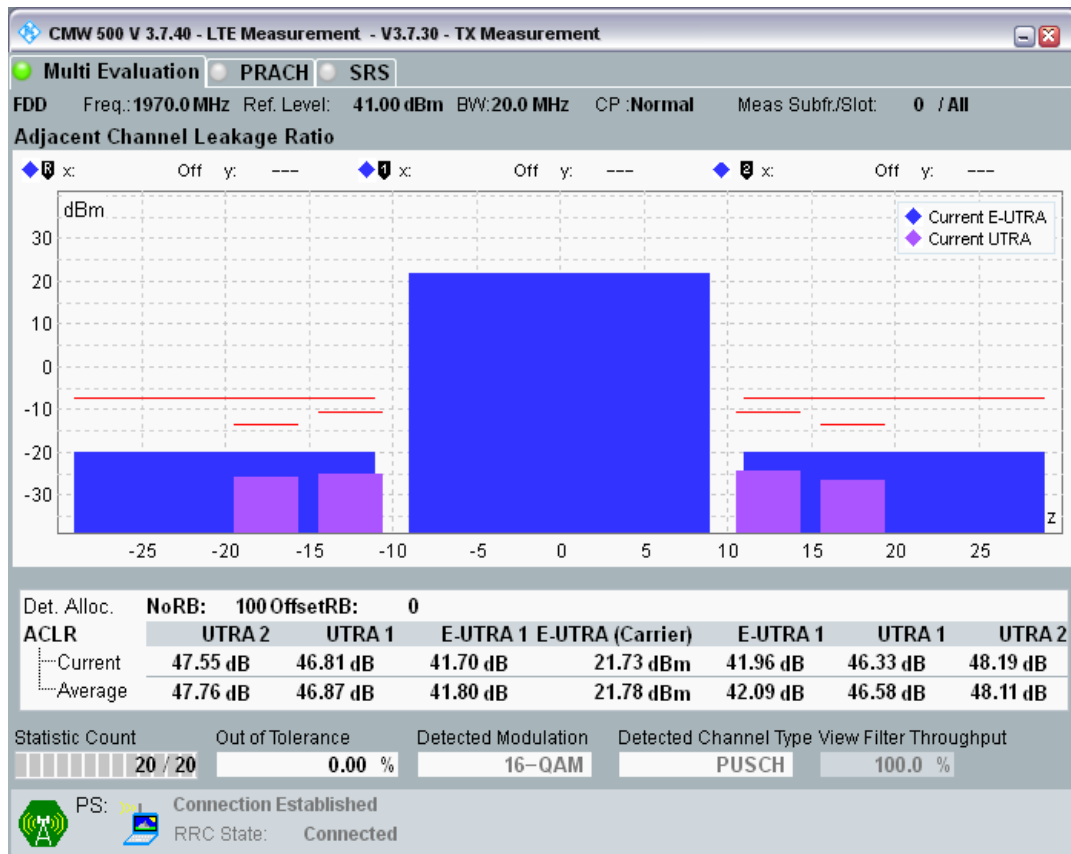 CMW 500 V 3.7.40 - LTE Measurement - V3.7.30 - TX Measurement
Multi Evaluation PRACH SRS
FDD Freq.:1970.0 MHz Ref. Level: 41.00 dBm BW:20.0 MHz CP :Normal Meas Subfr./Slot: 0 / All
Adjacent Channel Leakage Ratio
R x: Off y: --- 1 x: Off y: --- 2 x: Off y: ---
dBm
Current E-UTRA
Current UTRA
30
20
10
0
-10
-20
-30
z
-25 -20 -15 -10 -5 0 5 10 15 20 25
Det. Alloc. NoRB: 100 OffsetRB: 0
ACLR UTRA 2 UTRA 1 E-UTRA 1 E-UTRA (Carrier) E-UTRA 1 UTRA 1 UTRA 2
Current 47.55 dB 46.81 dB 41.70 dB 21.73 dBm 41.96 dB 46.33 dB 48.19 dB
Average 47.76 dB 46.87 dB 41.80 dB 21.78 dBm 42.09 dB 46.58 dB 48.11 dB
Statistic Count Out of Tolerance Detected Modulation Detected Channel Type View Filter Throughput
20 / 20 0.00 % 16-QAM PUSCH 100.0 %
PS: Connection Established
RRC State: Connected